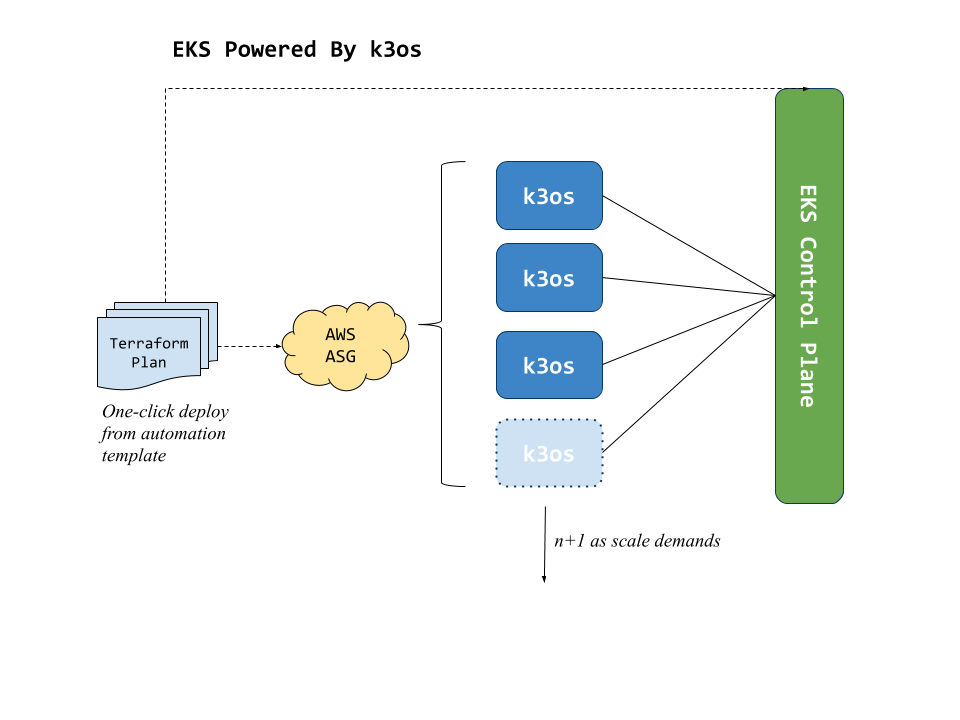 EKS Powered By k3os
Terraform
Plan
One-click deploy
from automation
template
AWS
ASG
k3os
k3os
k3os
k3os
n+1 as scale demands
EKS Control Plane